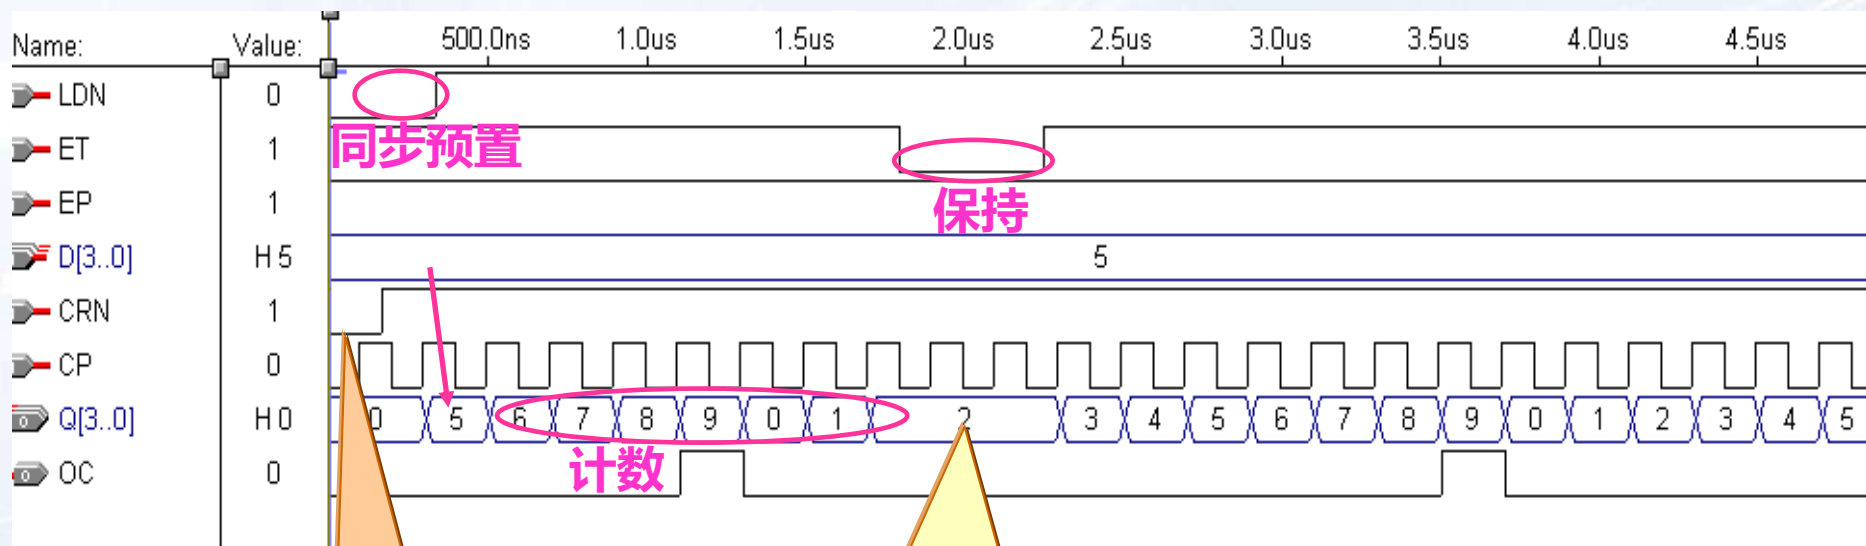 Name: Value: 500.0ns 1.0us 1.5us 2.0us 2.5us 3.0us 3.5us 4.0us 4.5us
LDN 0
同步预置
ET 1
保持
EP 1
D[3..0] H5 5
CRN 1
CP 0
Q[3..0] H0 0 5 6 7 8 9 0 1 2 3 4 5 6 7 8 9 0 1 2 3 4 5
计数
OC 0